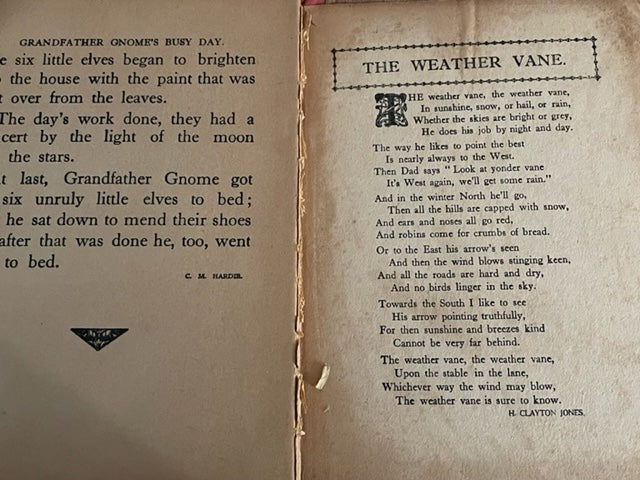 GRANDFATHER GNOME'S BUSY DAY.
e six little elves began to brighten
the house with the paint that was
t over from the leaves.
The day's work done, they had a
cert by the light of the moon
the stars.
t last, Grandfather Gnome got
six unruly little elves to bed;
he sat down to mend their shoes
after that was done he, too, went
to bed.
C. M. HARDIE.
THE WEATHER VANE.
THE weather vane, the weather vane,
In sunshine, snow, or hail, or rain,
Whether the skies are bright or grey,
He does his job by night and day.
The way he likes to point the best
Is nearly always to the West.
Then Dad says "Look at yonder vane
It's West again, we'll get some rain."
And in the winter North he'll go,
Then all the hills are capped with snow,
And ears and noses all go red,
And robins come for crumbs of bread.
Or to the East his arrow's seen
And then the wind blows stinging keen,
And all the roads are hard and dry,
And no birds linger in the sky.
Towards the South I like to see
His arrow pointing truthfully,
For then sunshine and breezes kind
Cannot be very far behind.
The weather vane, the weather vane,
Upon the stable in the lane,
Whichever way the wind may blow,
The weather vane is sure to know.
H. CLAYTON JONES.